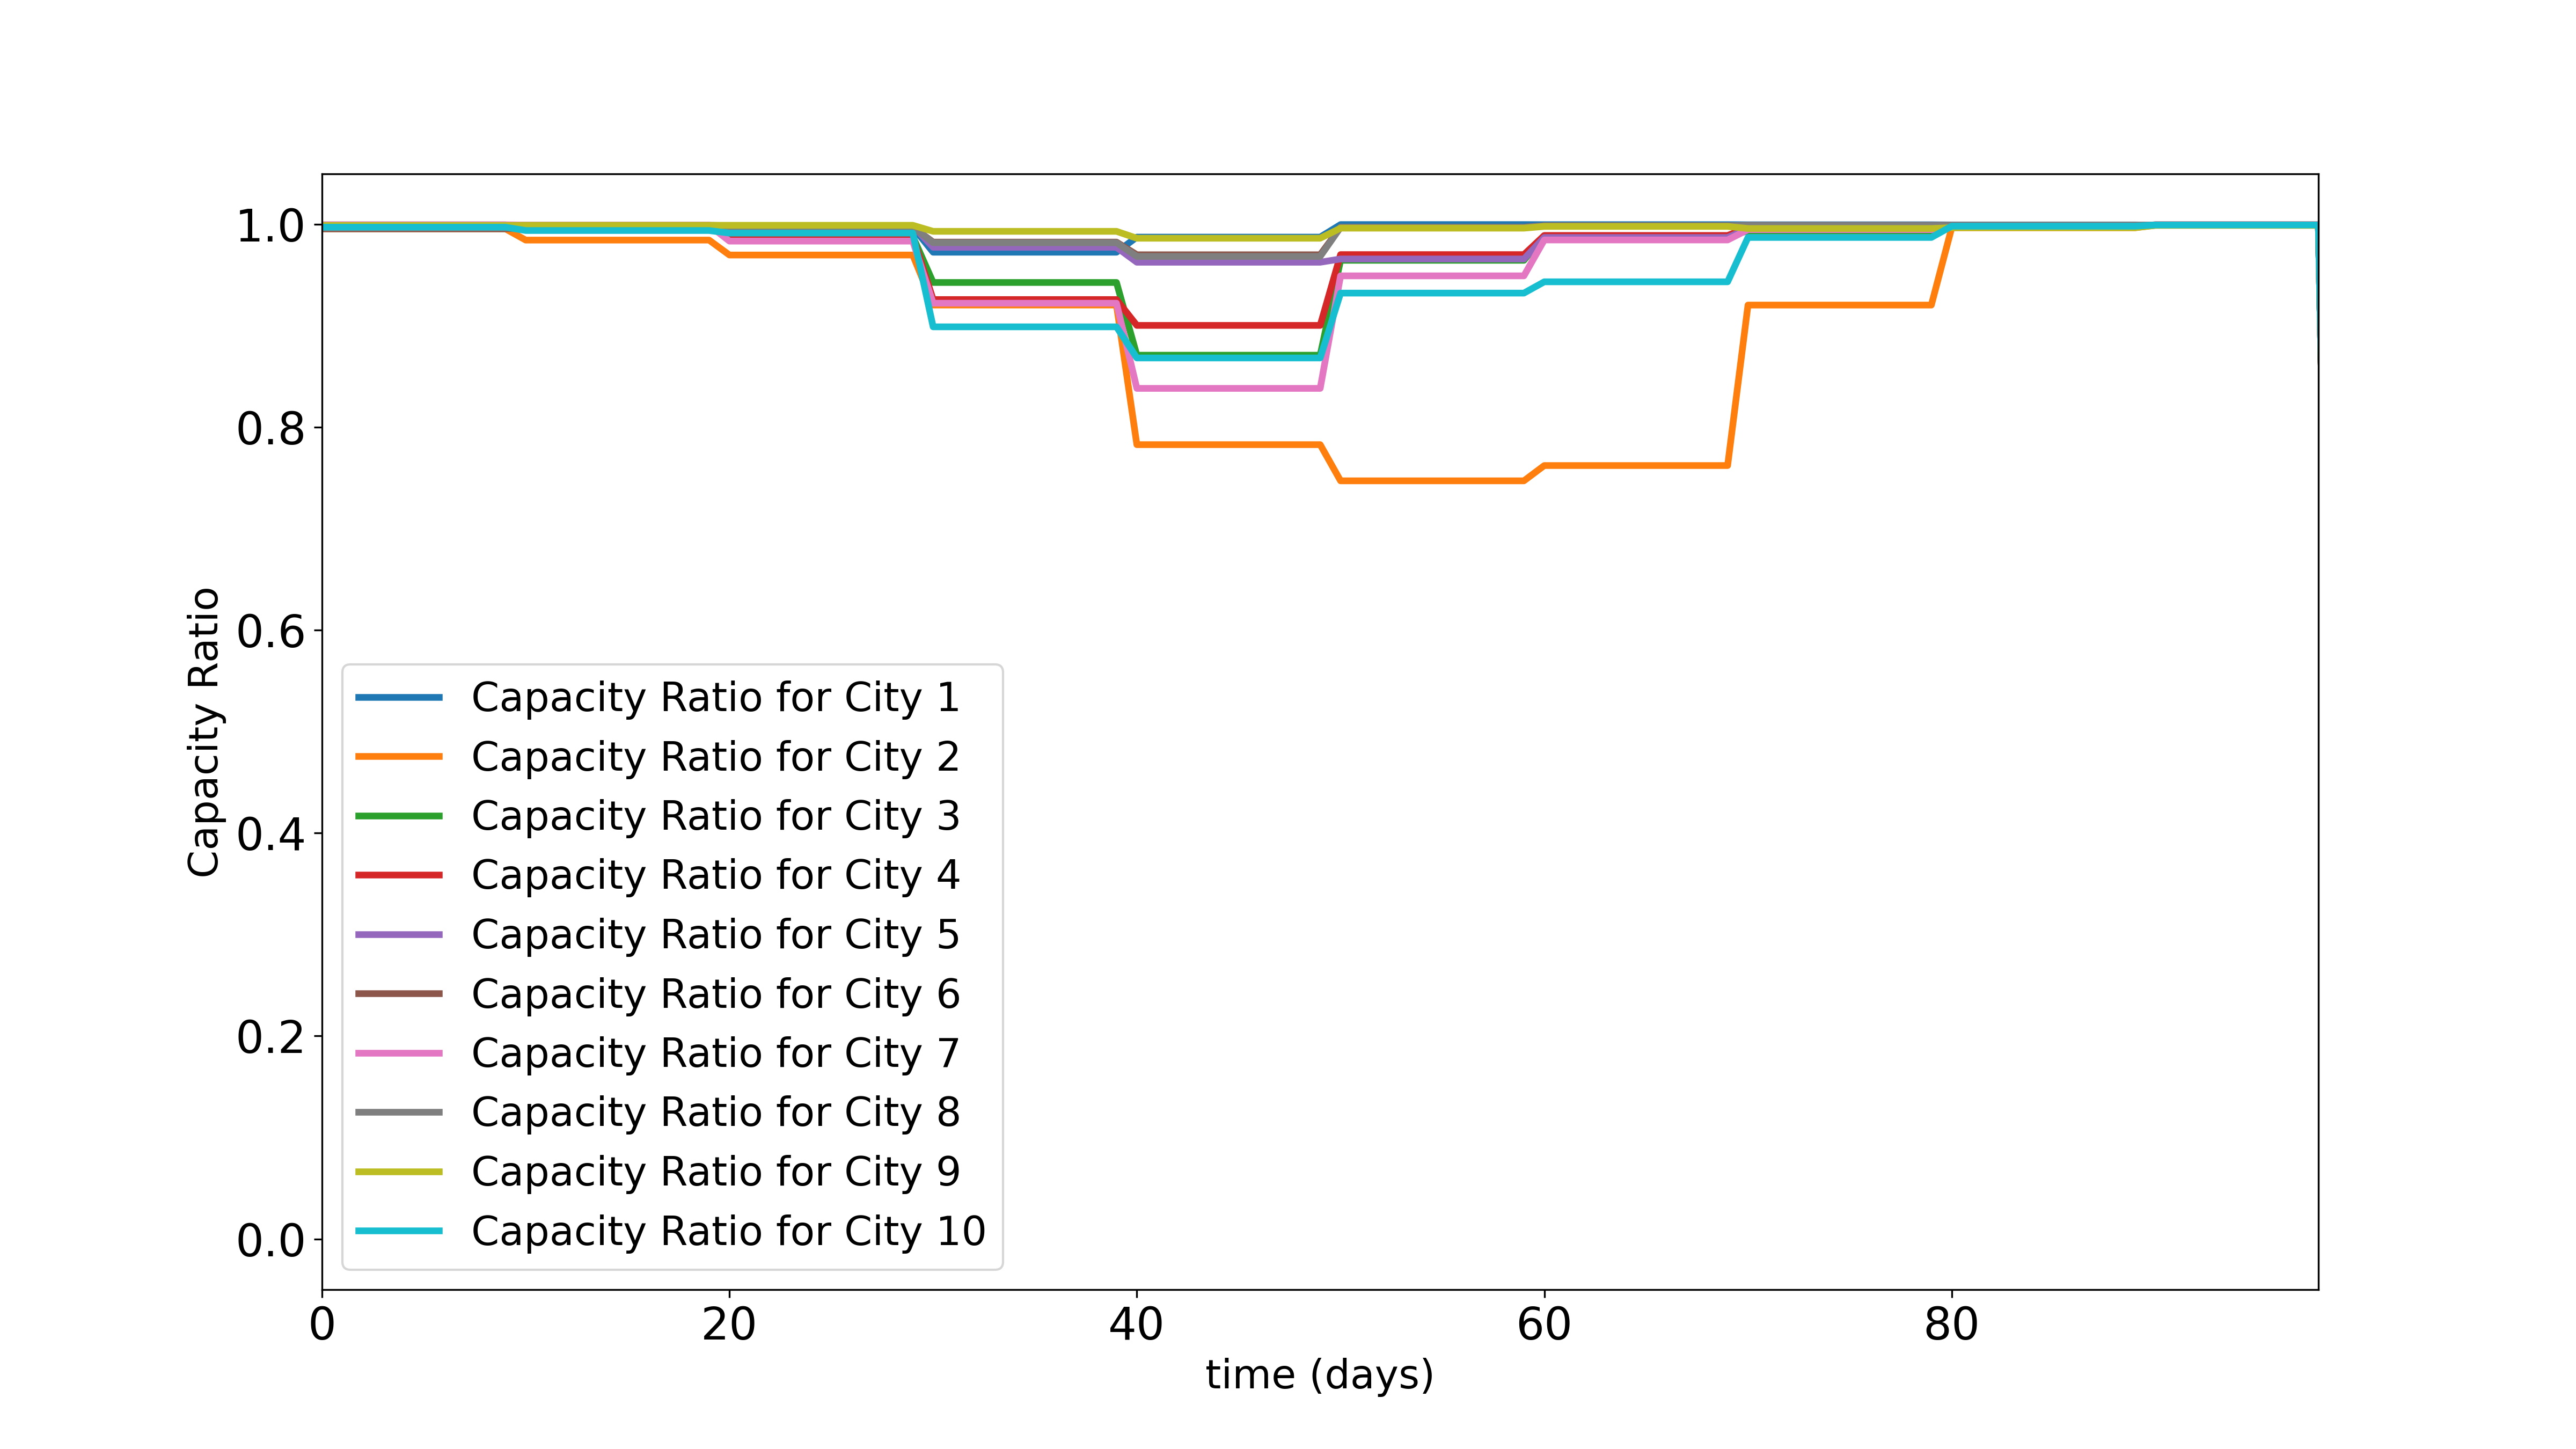 1.0
0.8
0.6
0.4
0.2
0.0
Capacity Ratio
Capacity Ratio for City 1
Capacity Ratio for City 2
Capacity Ratio for City 3
Capacity Ratio for City 4
Capacity Ratio for City 5
Capacity Ratio for City 6
Capacity Ratio for City 7
Capacity Ratio for City 8
Capacity Ratio for City 9
Capacity Ratio for City 10
0 20 40 60 80
time (days)